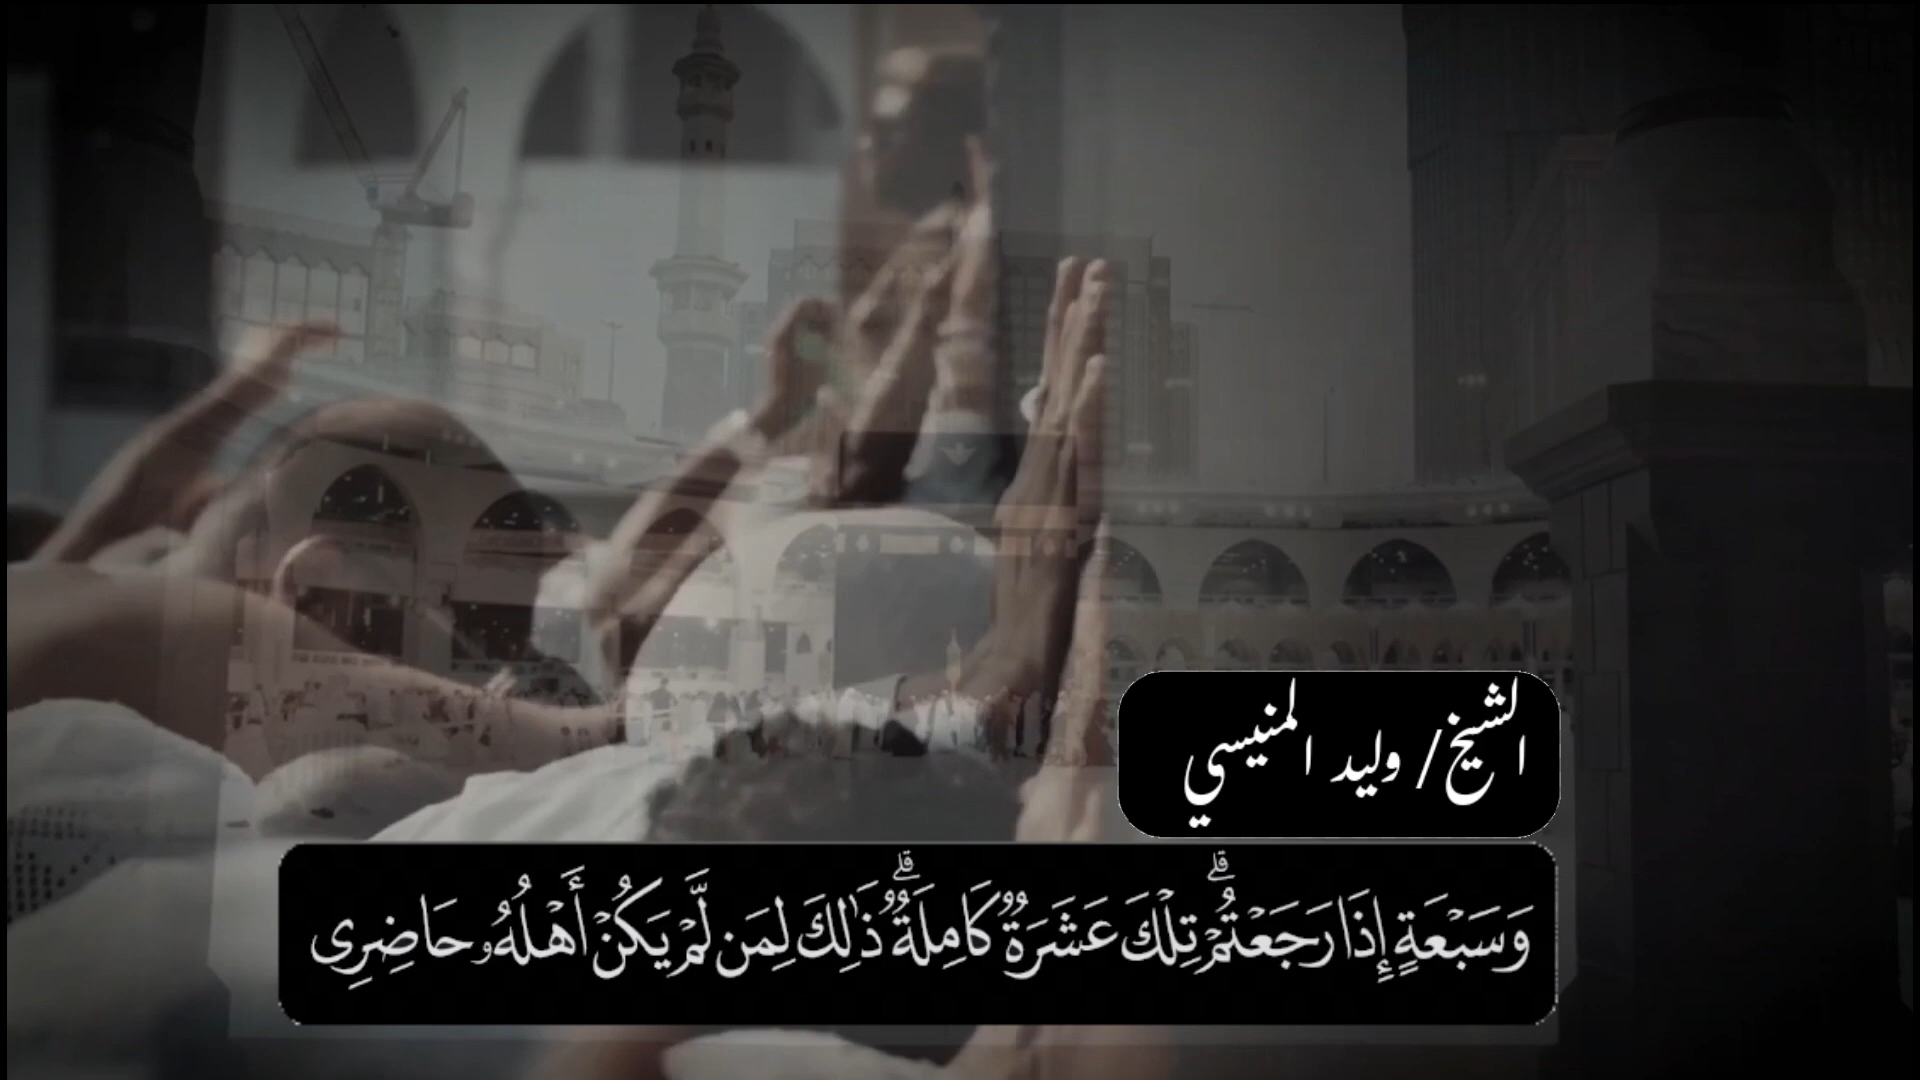 الشيخ/ وليد المنيسي
وَسَبْعَةٍ إِذَا رَجَعْتُمْ ۗ تِلْكَ عَشَرَةٌ كَامِلَةٌ ۗ ذَٰلِكَ لِمَن لَّمْ يَكُنْ أَهْلُهُۥ حَاضِرِى